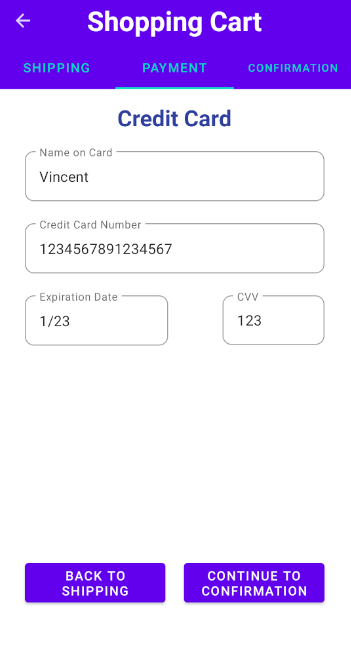 Shopping Cart
SHIPPING PAYMENT CONFIRMATION
Credit Card
Name on Card
Vincent
Credit Card Number
1234567891234567
Expiration Date CVV
1/23 123
BACK TO CONTINUE TO
SHIPPING CONFIRMATION